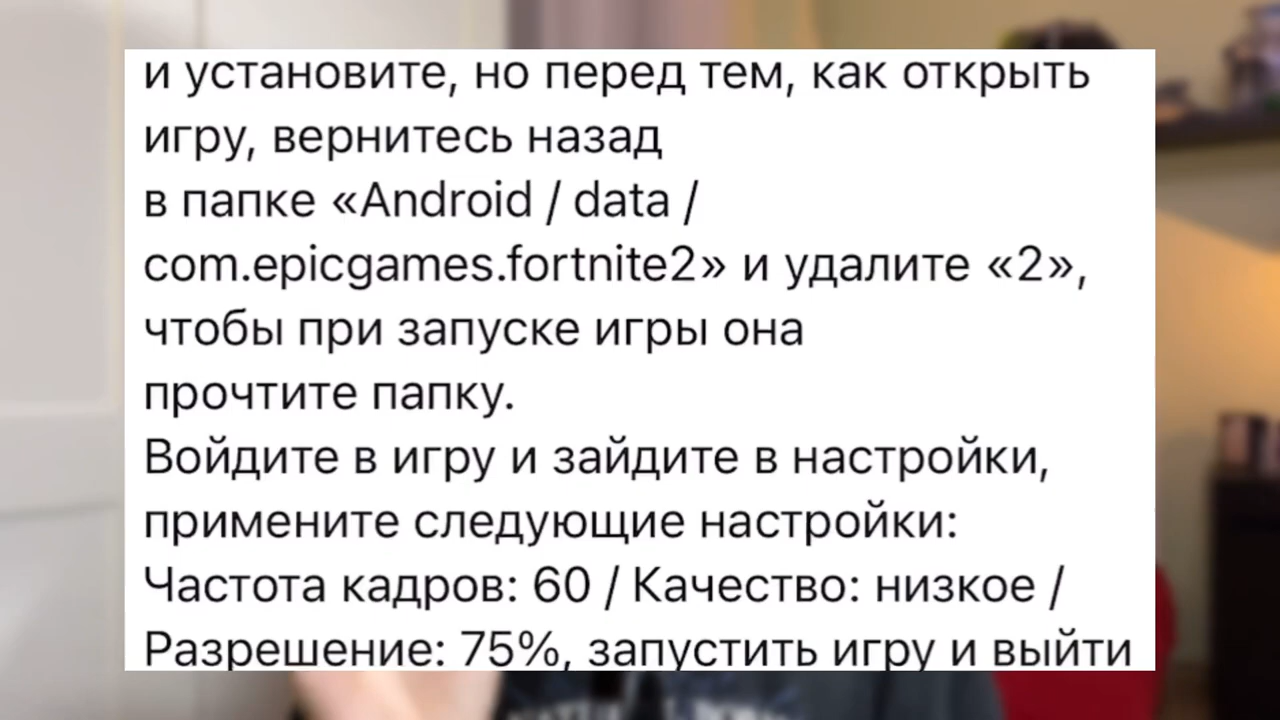 и установите, но перед тем, как открыть
игру, вернитесь назад
в папке «Android / data /
com.epicgames.fortnite2» и удалите «2»,
чтобы при запуске игры она
прочтите папку.
Войдите в игру и зайдите в настройки,
примените следующие настройки:
Частота кадров: 60 / Качество: низкое /
Разрешение: 75%, запустить игру и выйти